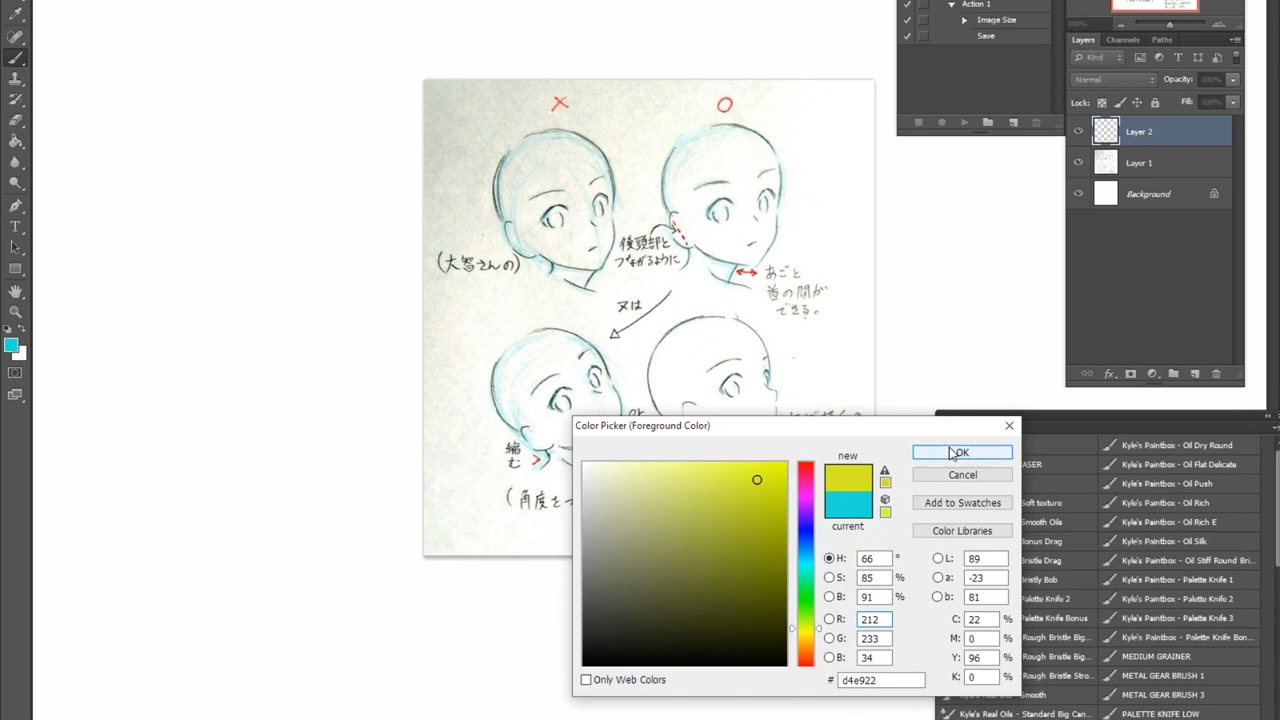 Action 1
Image Size
Save
100%
Layers
Channels
Paths
Kind
Normal
Opacity:
100%
Lock:
Fill:
100%
Layer 2
Layer 1
Background
×
○
(大智さんの)
後頭部と
つながるように
あごと
首の間が
できる。
又は
or
縮
む
(角度をつ
Color Picker (Foreground Color)
new
current
OK
Cancel
Add to Swatches
Color Libraries
H: 66 °
S: 85 %
B: 91 %
R: 212
G: 233
B: 34
L: 89
a: -23
b: 81
C: 22 %
M: 0 %
Y: 96 %
K: 0 %
# d4e922
Only Web Colors
ASER
Soft texture
Smooth Oils
Bonus Drag
Bristle Drag
Bristly Bob
Palette Knife 2
Palette Knife Bonus
Rough Bristle Big...
Rough Bristle Stro...
Kyle's Real Oils - Smooth
Kyle's Real Oils - Standard Big Can...
Kyle's Paintbox - Oil Dry Round
Kyle's Paintbox - Oil Flat Delicate
Kyle's Paintbox - Oil Push
Kyle's Paintbox - Oil Rich
Kyle's Paintbox - Oil Rich E
Kyle's Paintbox - Oil Silk
Kyle's Paintbox - Oil Stiff Round Bri...
Kyle's Paintbox - Palette Knife 1
Kyle's Paintbox - Palette Knife 2
Kyle's Paintbox - Palette Knife 3
Kyle's Paintbox - Palette Knife Bon...
MEDIUM GRAINER
METAL GEAR BRUSH 1
METAL GEAR BRUSH 3
PALETTE KNIFE LOW